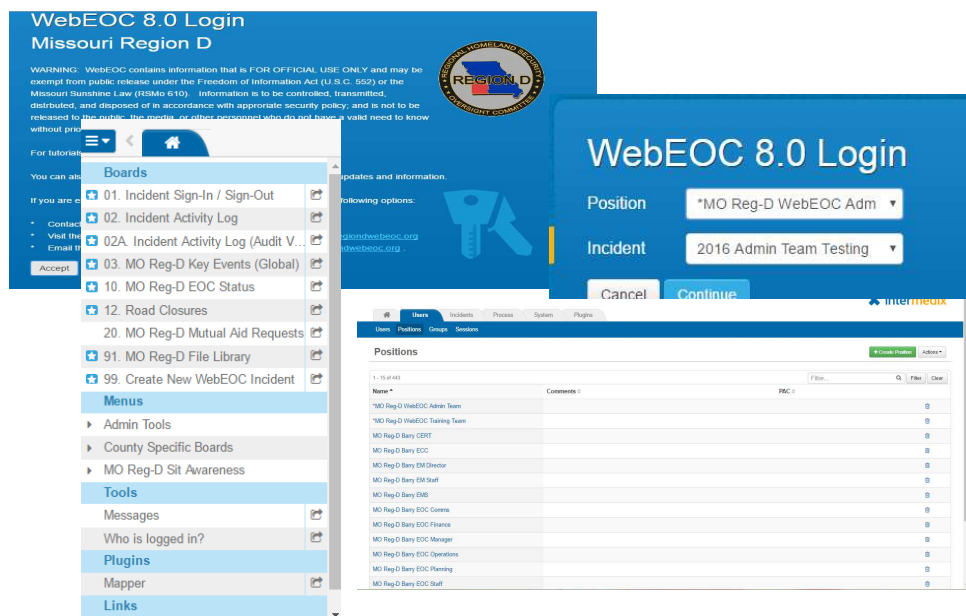 WebEOC 8.0 Login
Missouri Region D
WARNING: WebEOC contains information that is FOR OFFICIAL USE ONLY and may be
exempt from public release under the Freedom of Information Act (U.S.C. 552) or the
Missouri Sunshine Law (RSMo 610). Information is to be controlled, transmitted,
distrbuted, and disposed of in accordance with approriate security policy; and is not to be
released to the public, the media, or other personnel who do not have a valid need to know
without prio
For tutorials
You can als
updates and information.
If you are e
following options:
* Contact
* Visit the
egiondwebeoc.org
* Email th
ndwebeoc.org .
Accept
REGIONAL HOMELAND SECURITY
REGION D
OVERSIGHT COMMITTEE
Boards
01. Incident Sign-In / Sign-Out
02. Incident Activity Log
02A. Incident Activity Log (Audit V...
03. MO Reg-D Key Events (Global)
10. MO Reg-D EOC Status
12. Road Closures
20. MO Reg-D Mutual Aid Requests
91. MO Reg-D File Library
99. Create New WebEOC Incident
Menus
Admin Tools
County Specific Boards
MO Reg-D Sit Awareness
Tools
Messages
Who is logged in?
Plugins
Mapper
Links
WebEOC 8.0 Login
Position *MO Reg-D WebEOC Adm
Incident 2016 Admin Team Testing
Cancel Continue
intermedix
Users Incidents Process System Plugins
Users Positions Groups Sessions
Positions
+ Create Position Actions
1 - 15 of 443 Filter... Filter Clear
Name Comments PAC
*MO Reg-D WebEOC Admin Team
*MO Reg-D WebEOC Training Team
MO Reg-D Barry CERT
MO Reg-D Barry ECC
MO Reg-D Barry EM Director
MO Reg-D Barry EM Staff
MO Reg-D Barry EMS
MO Reg-D Barry EOC Comms
MO Reg-D Barry EOC Finance
MO Reg-D Barry EOC Manager
MO Reg-D Barry EOC Operations
MO Reg-D Barry EOC Planning
MO Reg-D Barry EOC Staff